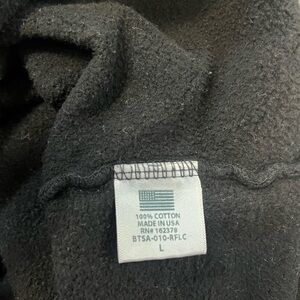 100% COTTON
MADE IN USA
RN# 162378
BTSA-010-RFLC
L